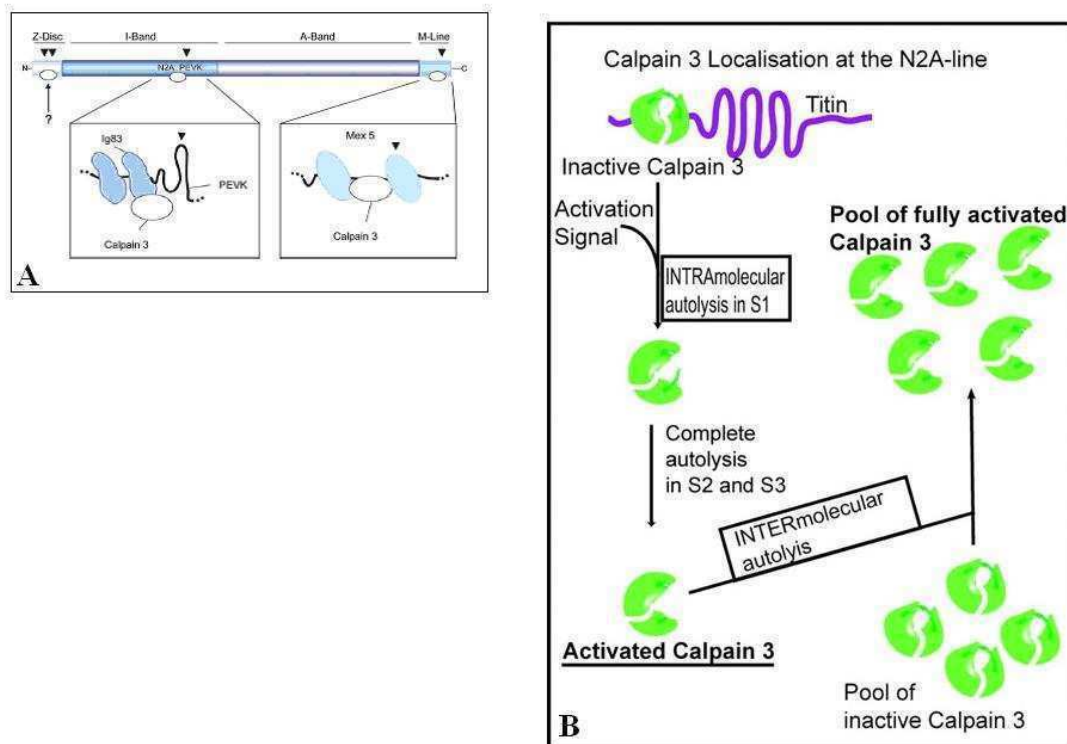 Z-Disc I-Band A-Band M-Line
N- N2A PEVK -C
?
Ig83
PEVK
Calpain 3
Mex 5
Calpain 3
A
Calpain 3 Localisation at the N2A-line
Titin
Inactive Calpain 3
Activation
Signal
INTRAmolecular
autolysis in S1
Pool of fully activated
Calpain 3
Complete
autolysis
in S2 and S3
INTERmolecular
autolyis
Activated Calpain 3
Pool of
inactive Calpain 3
B